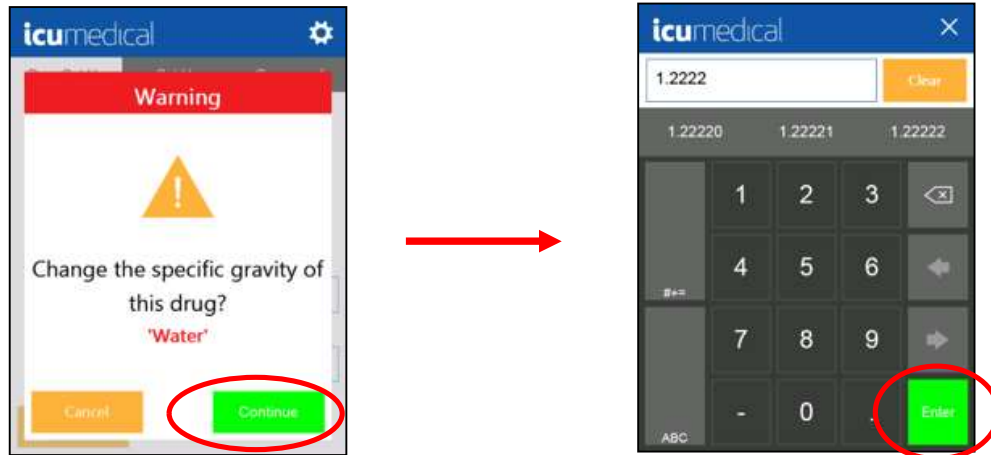 icumedical
Warning
Change the specific gravity of
this drug?
'Water'
Cancel
Continue
icumedical
1.2222
Clear
1.22220 1.22221 1.22222
1 2 3
4 5 6
#+=
7 8 9
- 0 . Enter
ABC